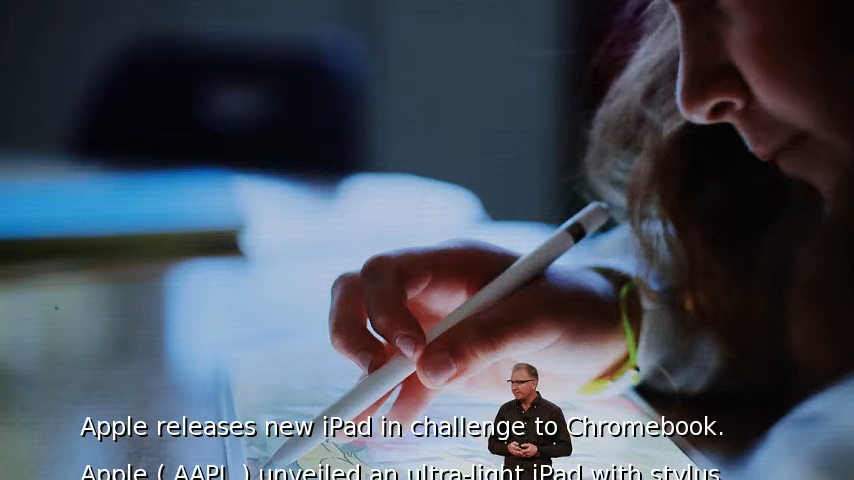 Apple releases new iPad in challenge to Chromebook.
Apple ( AAPL ) unveiled an ultra-light iPad with stylus